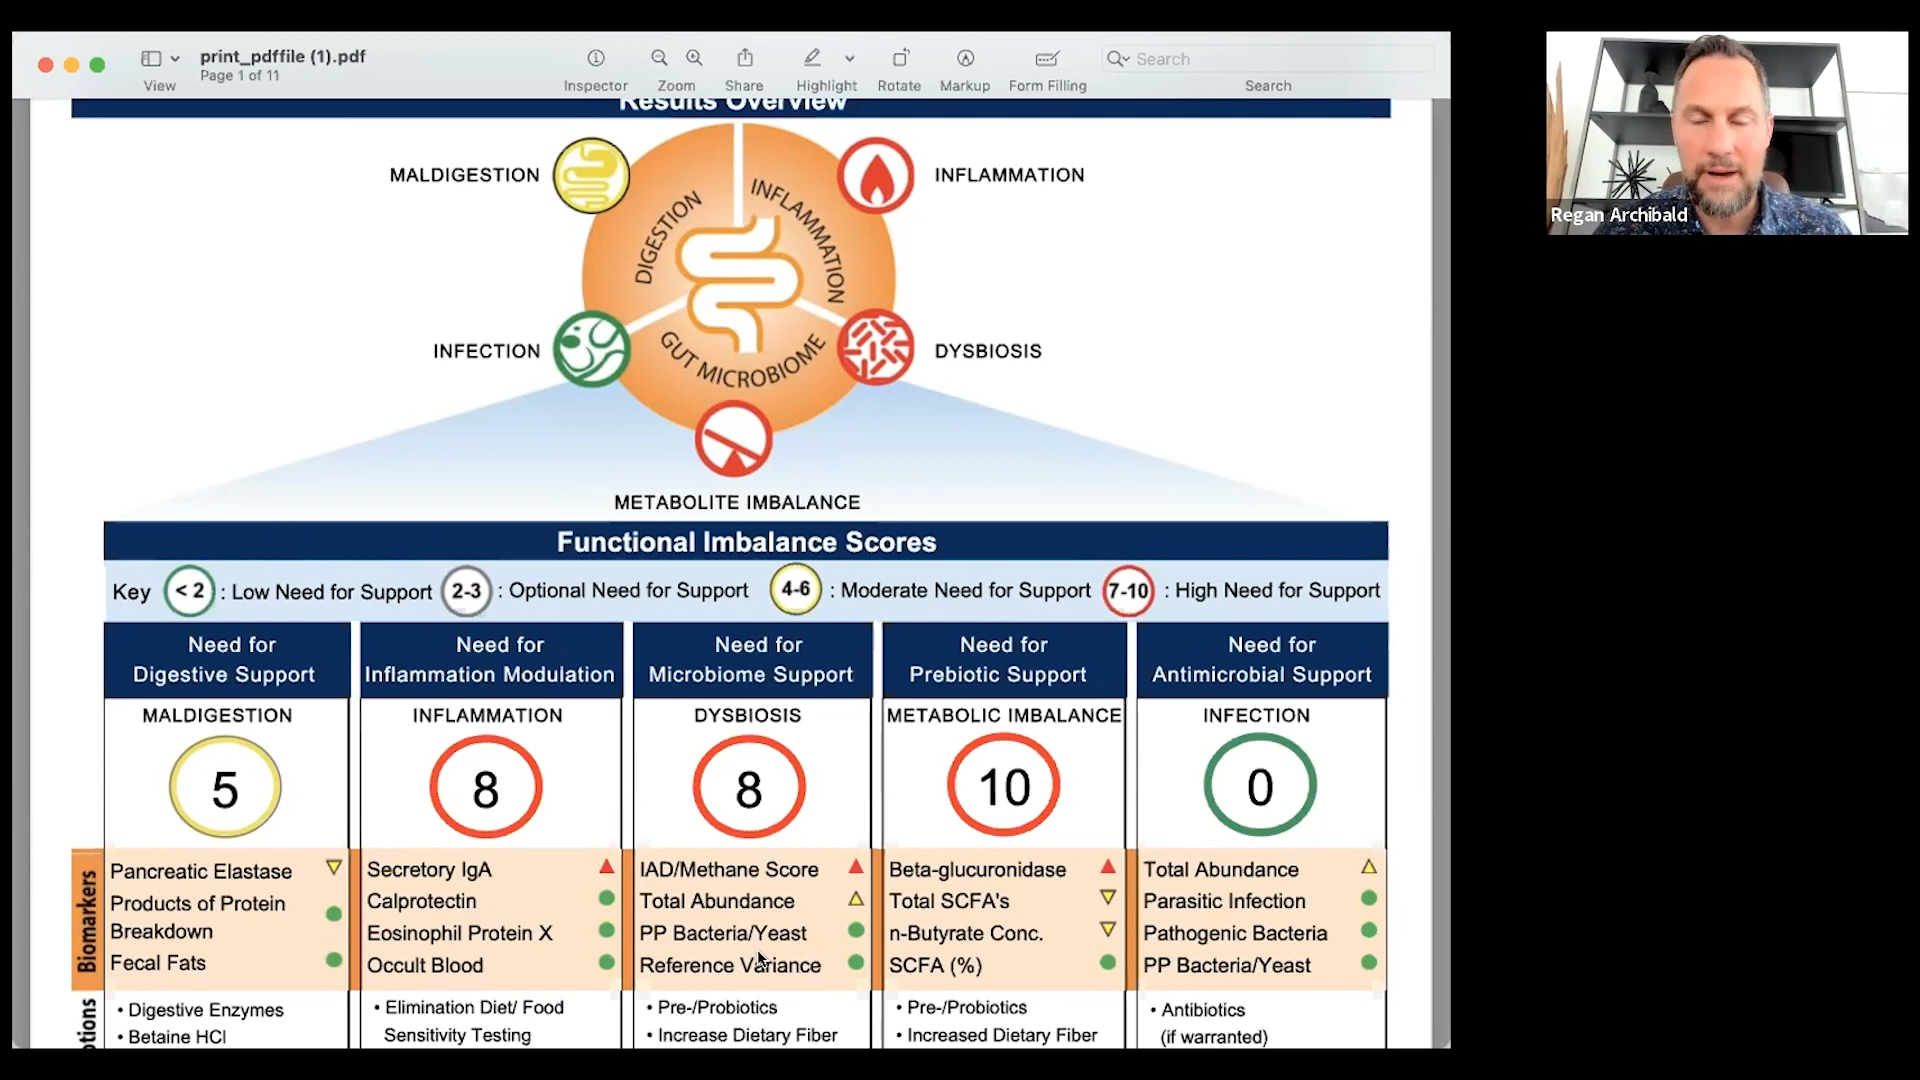 print_pdffile (1).pdf
Page 1 of 11
View
Inspector
Zoom
Share
Highlight
Rotate
Markup
Form Filling
Search
Search
Results Overview
MALDIGESTION
INFLAMMATION
DIGESTION
INFLAMMATION
GUT MICROBIOME
INFECTION
DYSBIOSIS
METABOLITE IMBALANCE
Regan Archibald
Functional Imbalance Scores
Key < 2 : Low Need for Support 2-3 : Optional Need for Support 4-6 : Moderate Need for Support 7-10 : High Need for Support
Need for
Digestive Support
MALDIGESTION
5
Pancreatic Elastase
Products of Protein
Breakdown
Fecal Fats
• Digestive Enzymes
• Betaine HCl
Need for
Inflammation Modulation
INFLAMMATION
8
Secretory IgA
Calprotectin
Eosinophil Protein X
Occult Blood
• Elimination Diet/ Food
Sensitivity Testing
Need for
Microbiome Support
DYSBIOSIS
8
IAD/Methane Score
Total Abundance
PP Bacteria/Yeast
Reference Variance
• Pre-/Probiotics
• Increase Dietary Fiber
Need for
Prebiotic Support
METABOLIC IMBALANCE
10
Beta-glucuronidase
Total SCFA's
n-Butyrate Conc.
SCFA (%)
• Pre-/Probiotics
• Increased Dietary Fiber
Need for
Antimicrobial Support
INFECTION
0
Total Abundance
Parasitic Infection
Pathogenic Bacteria
PP Bacteria/Yeast
• Antibiotics
(if warranted)
Biomarkers